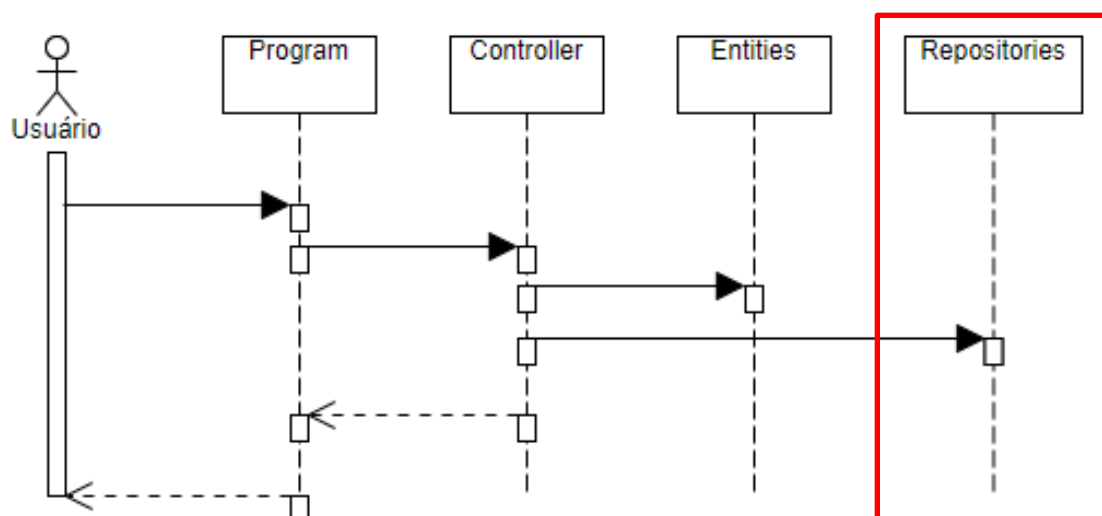 Program
Controller
Entities
Repositories
Usuário